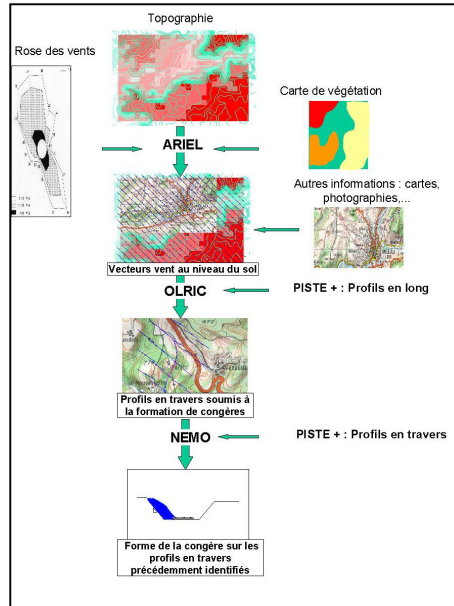 Topographie
Rose des vents
Carte de végétation
ARIEL
Autres informations : cartes,
photographies,...
Vecteurs vent au niveau du sol
OLRIC
PISTE + : Profils en long
Profils en travers soumis à
la formation de congères
NEMO
PISTE + : Profils en travers
Forme de la congère sur les
profils en travers
précédemment identifiés